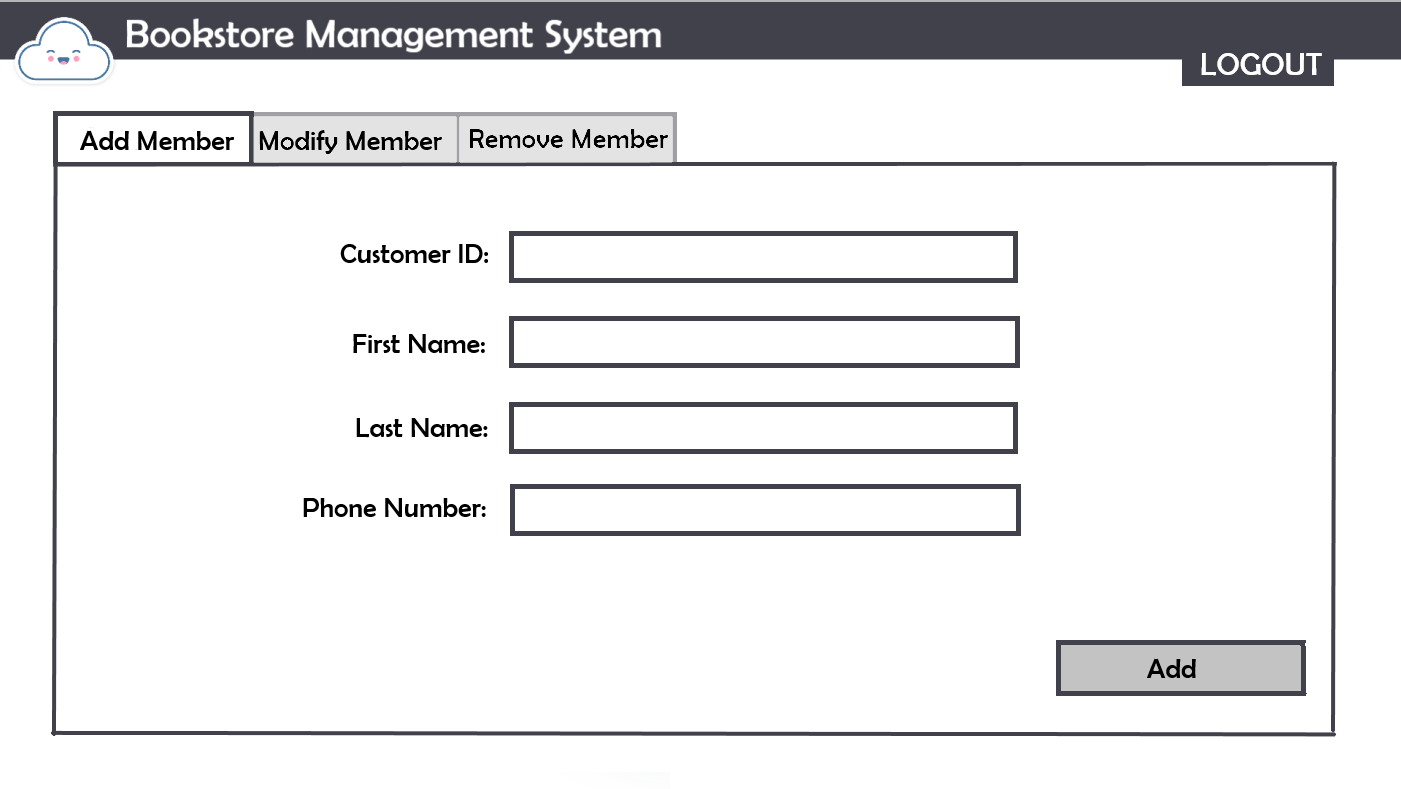 Bookstore Management System
LOGOUT
Add Member
Modify Member
Remove Member
Customer ID:
First Name:
Last Name:
Phone Number:
Add